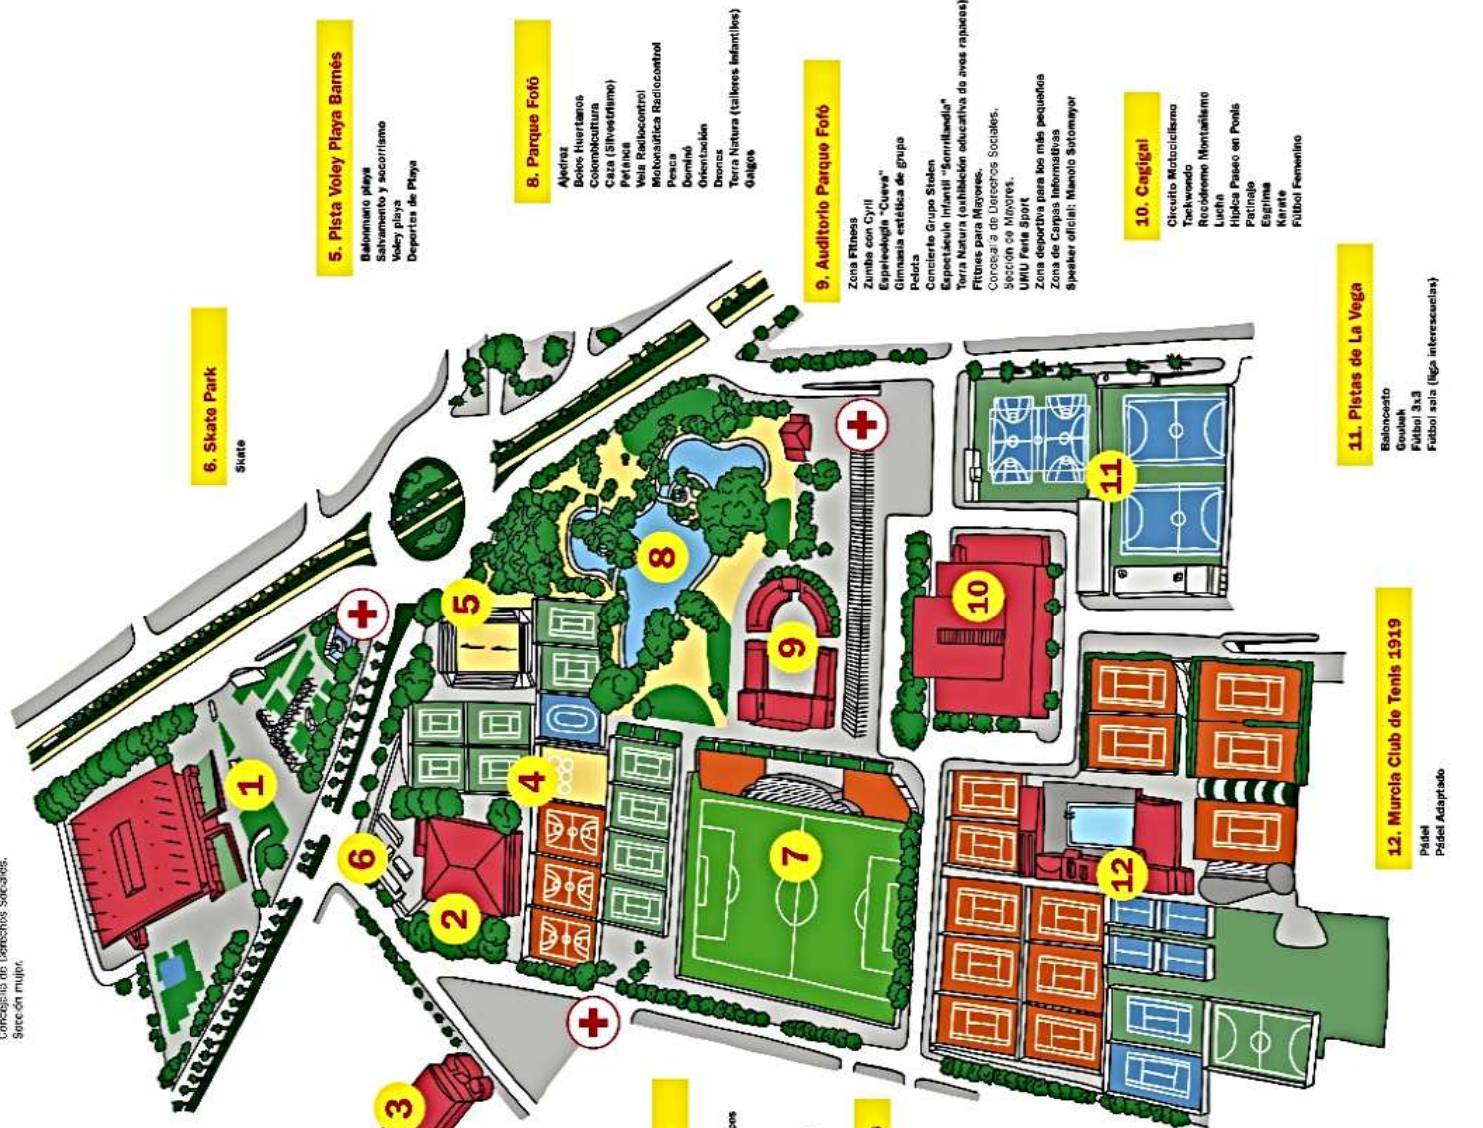 Concejalía de Derechos Sociales.
Sección mujer.
6. Skate Park
Skate
5. Pista Voley Playa Barnés
Balonmano playa
Salvamento y socorrismo
Voley playa
Deportes de Playa
8. Parque Fofó
Ajedrez
Bolos Huertanos
Colombicultura
Caza (Silvestrismo)
Petanca
Vela Radiocontrol
Motonaútica Radiocontrol
Pesca
Dominó
Orientación
Drones
Terra Natura (talleres infantiles)
Galgos
9. Auditorio Parque Fofó
Zona Fitness
Zumba con Cyril
Espeleología "Cueva"
Gimnasia estética de grupo
Pelota
Concierto Grupo Stolen
Espectáculo Infantil "Sonrilandia"
Terra Natura (exhibición educativa de aves rapaces)
Fittnes para Mayores.
Concejalía de Derechos Sociales.
Sección de Mayores.
UMU Feria Sport
Zona deportiva para los más pequeños
Zona de Carpas Informativas
Speaker oficial: Manolo Sotomayor
10. Cagigal
Circuito Motociclismo
Taekwondo
Rocódromo Montañismo
Lucha
Hípica Paseo en Ponis
Patinaje
Esgrima
Karate
Fútbol Femenino
11. Pistas de La Vega
Baloncesto
Goubak
Fútbol 3x3
Fútbol sala (liga interescuelas)
12. Murcia Club de Tenis 1919
Pádel
Pádel Adaptado
1
2
3
4
5
6
7
8
9
10
11
12